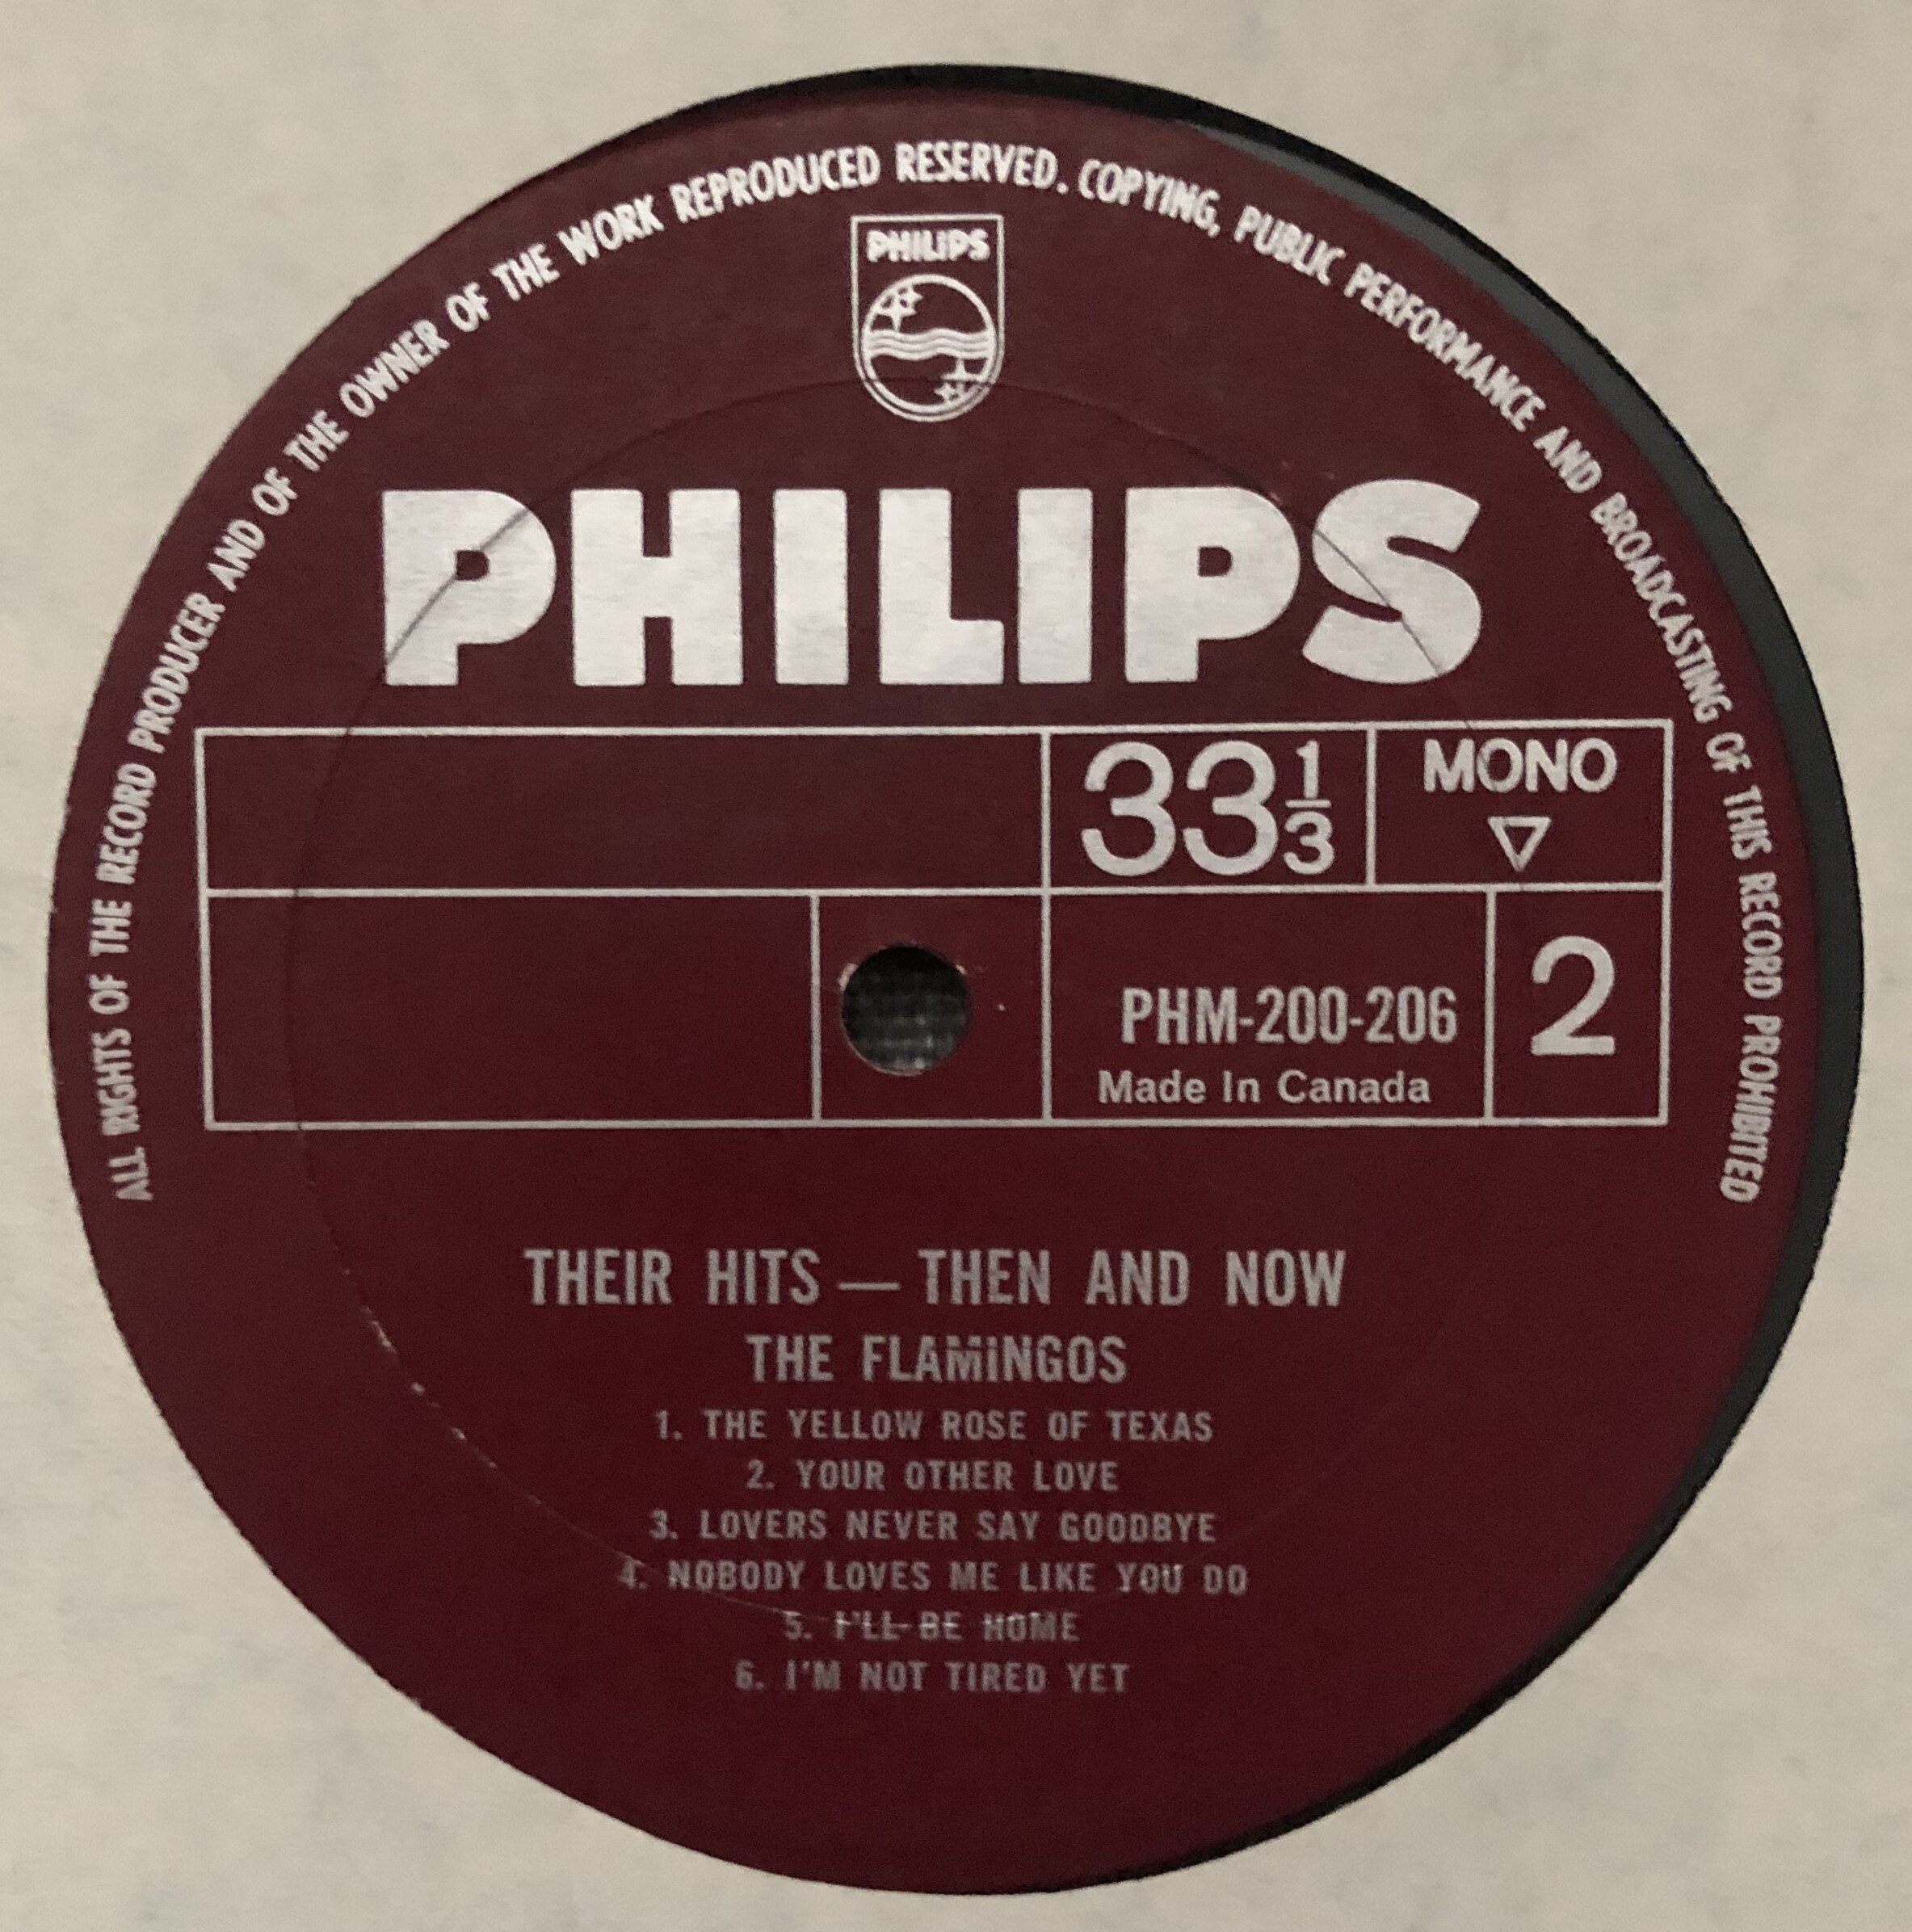 ALL RIGHTS OF THE RECORD PRODUCER AND OF THE OWNER OF THE WORK REPRODUCED RESERVED. COPYING, PUBLIC PERFORMANCE AND BROADCASTING OF THIS RECORD PROHIBITED
PHILIPS
PHILIPS
33 1/3
MONO
PHM-200-206
Made In Canada
2
THEIR HITS — THEN AND NOW
THE FLAMiNGOS
1. THE YELLOW ROSE OF TEXAS
2. YOUR OTHER LOVE
3. LOVERS NEVER SAY GOODBYE
4. NOBODY LOVES ME LIKE YOU DO
5. I'LL BE HOME
6. I'M NOT TIRED YET